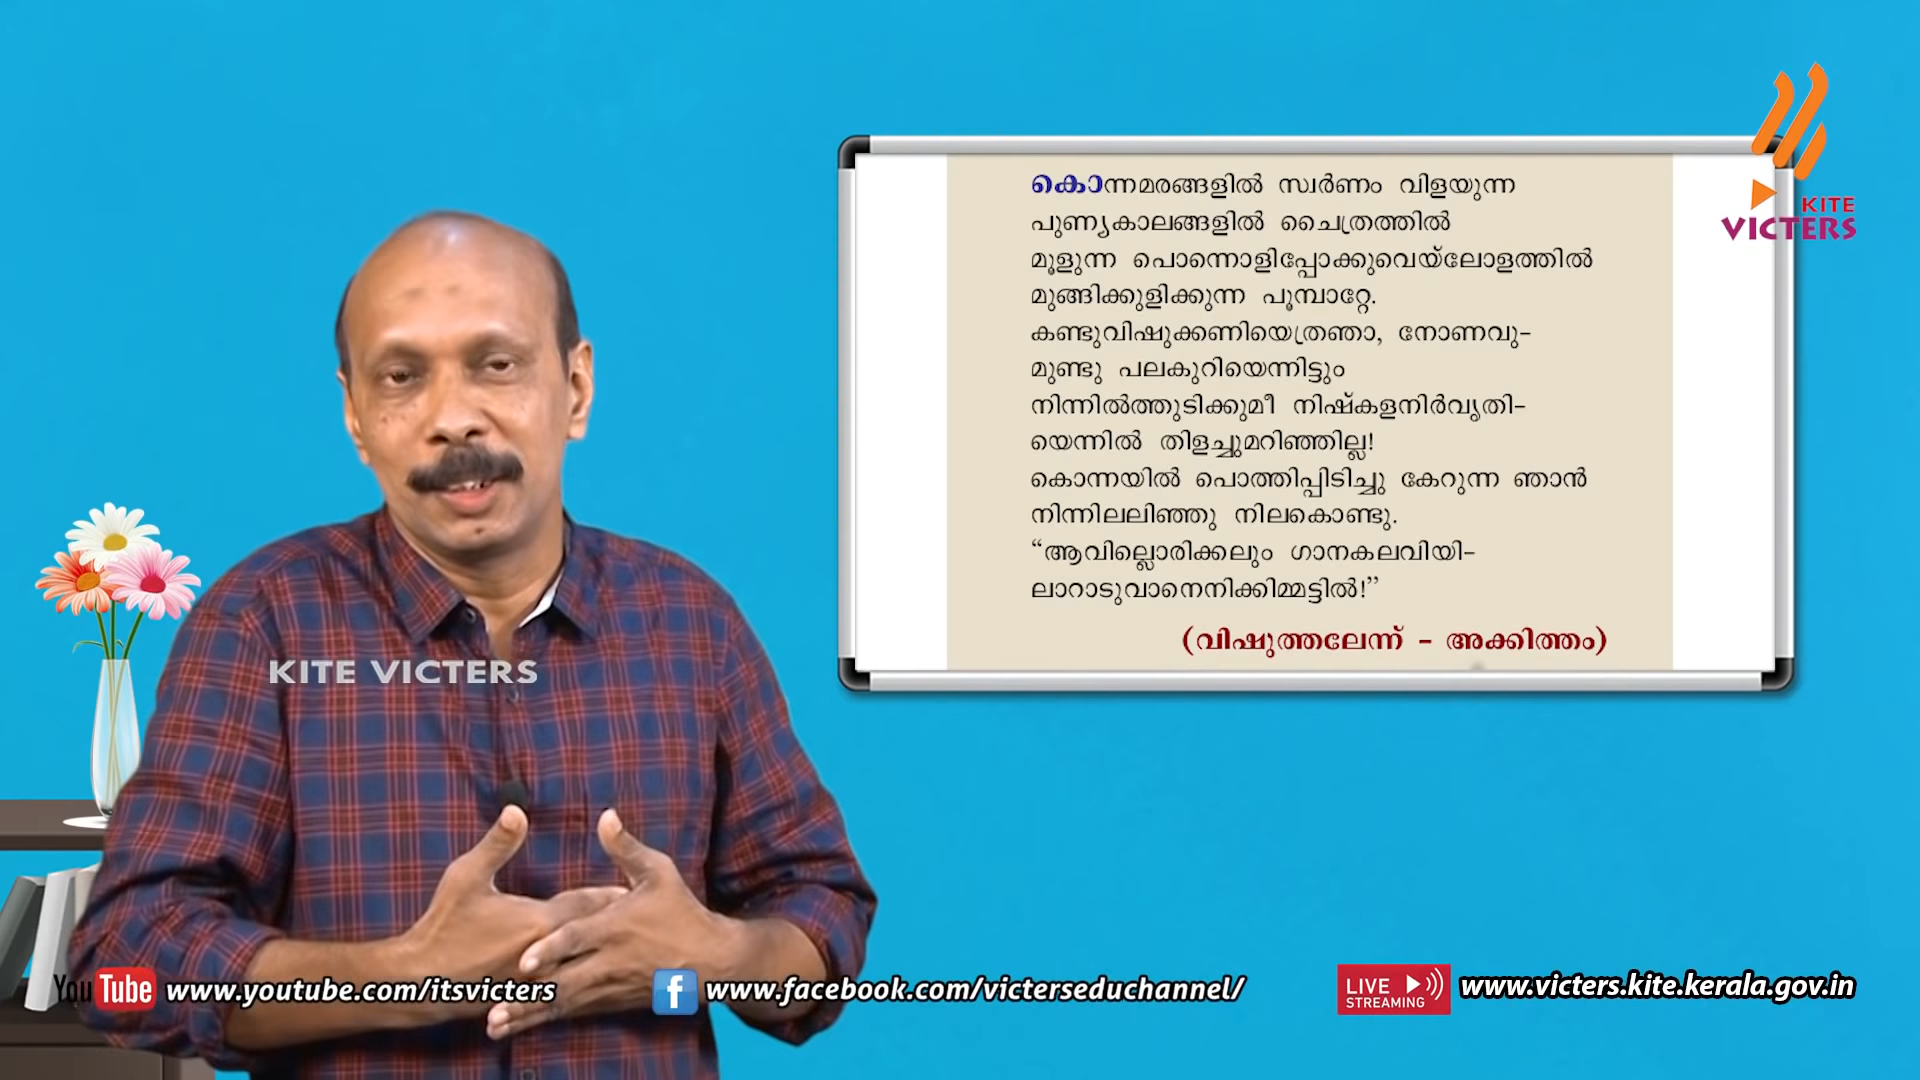 കൊന്നമരങ്ങളിൽ സ്വർണം വിളയുന്ന
പുണ്യകാലങ്ങളിൽ ചൈത്രത്തിൽ
മൂളുന്ന പൊന്നൊളിപ്പോക്കുവെയ്‌ലോളത്തിൽ
മുങ്ങിക്കുളിക്കുന്ന പൂമ്പാറ്റേ.
കണ്ടുവിഷുക്കണിയെത്രഞാ, നോണവു-
മുണ്ടു പലകുറിയെന്നിട്ടും
നിന്നിൽത്തുടിക്കുമീ നിഷ്കളനിർവൃതി-
യെന്നിൽ തിളച്ചുമറിഞ്ഞില്ല!
കൊന്നയിൽ പൊത്തിപ്പിടിച്ചു കേറുന്ന ഞാൻ
നിന്നിലലിഞ്ഞു നിലകൊണ്ടു.
“ആവില്ലൊരിക്കലും ഗാനകലവിയി-
ലാറാടുവാനെനിക്കിമ്മട്ടിൽ!”
(വിഷുത്തലേന്ന് - അക്കിത്തം)
KITE
VICTERS
KITE VICTERS
YouTube www.youtube.com/itsvicters
f www.facebook.com/victerseduchannel/
LIVE STREAMING www.victers.kite.kerala.gov.in